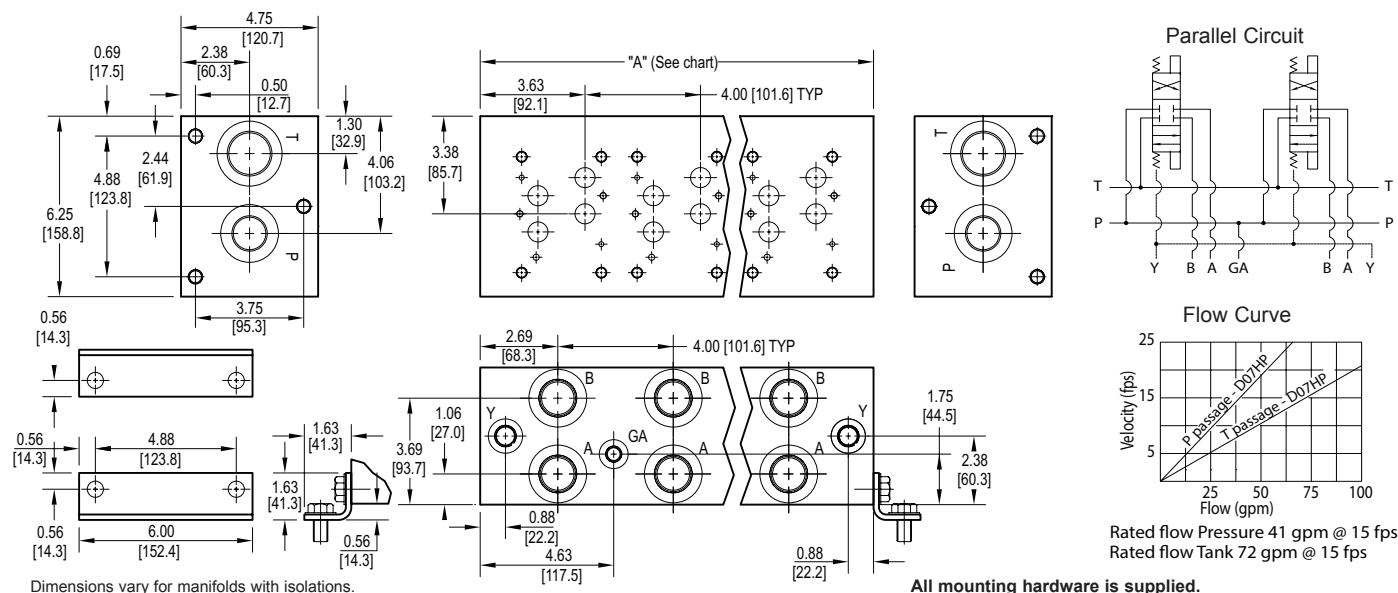 4.75
[120.7]
2.38
[60.3]
0.69
[17.5]
0.50
[12.7]
1.30
[32.9]
4.06
[103.2]
2.44
[61.9]
4.88
[123.8]
6.25
[158.8]
3.75
[95.3]
T
P
"A" (See chart)
3.63
[92.1]
4.00 [101.6] TYP
3.38
[85.7]
T
P
Parallel Circuit
T
T
P
P
Y
B
A
GA
B
A
Y
0.56
[14.3]
0.56
[14.3]
4.88
[123.8]
0.56
[14.3]
6.00
[152.4]
1.63
[41.3]
1.63
[41.3]
0.56
[14.3]
2.69
[68.3]
4.00 [101.6] TYP
B
B
B
Y
GA
A
A
A
1.06
[27.0]
3.69
[93.7]
0.88
[22.2]
4.63
[117.5]
0.88
[22.2]
1.75
[44.5]
2.38
[60.3]
Flow Curve
25
15
5
Velocity (fps)
P passage - D07HP
T passage - D07HP
25
50
75
100
Flow (gpm)
Rated flow Pressure 41 gpm @ 15 fps
Rated flow Tank 72 gpm @ 15 fps
Dimensions vary for manifolds with isolations.
All mounting hardware is supplied.